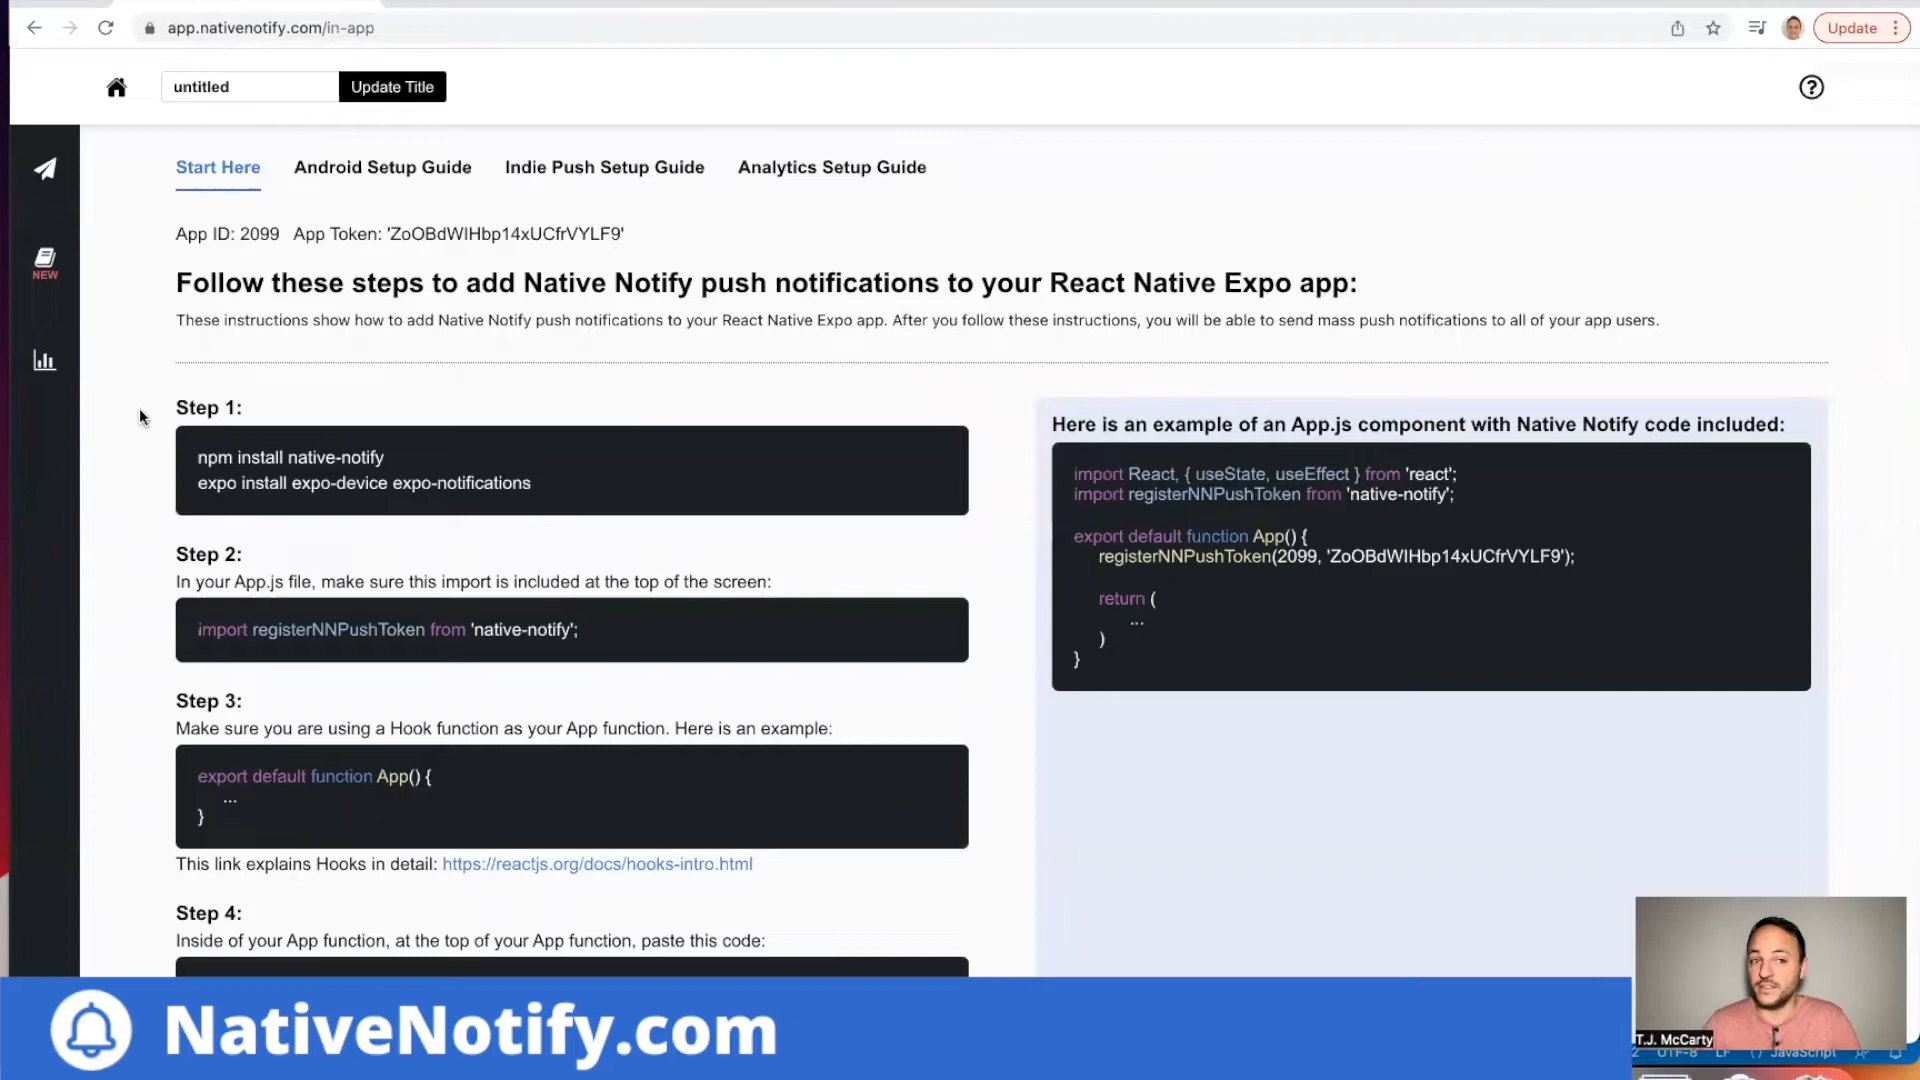 app.nativenotify.com/in-app
Update
untitled
Update Title
Start Here
Android Setup Guide
Indie Push Setup Guide
Analytics Setup Guide
App ID: 2099 App Token: 'ZoOBdWIHbp14xUCfrVYLF9'
Follow these steps to add Native Notify push notifications to your React Native Expo app:
These instructions show how to add Native Notify push notifications to your React Native Expo app. After you follow these instructions, you will be able to send mass push notifications to all of your app users.
NEW
Step 1:
npm install native-notify
expo install expo-device expo-notifications
Step 2:
In your App.js file, make sure this import is included at the top of the screen:
import registerNNPushToken from 'native-notify';
Step 3:
Make sure you are using a Hook function as your App function. Here is an example:
export default function App() {
...
}
This link explains Hooks in detail: https://reactjs.org/docs/hooks-intro.html
Step 4:
Inside of your App function, at the top of your App function, paste this code:
Here is an example of an App.js component with Native Notify code included:
import React, { useState, useEffect } from 'react';
import registerNNPushToken from 'native-notify';
export default function App() {
registerNNPushToken(2099, 'ZoOBdWIHbp14xUCfrVYLF9');
return (
...
)
}
NativeNotify.com
T.J. McCarty
UTF-8 LF JavaScript